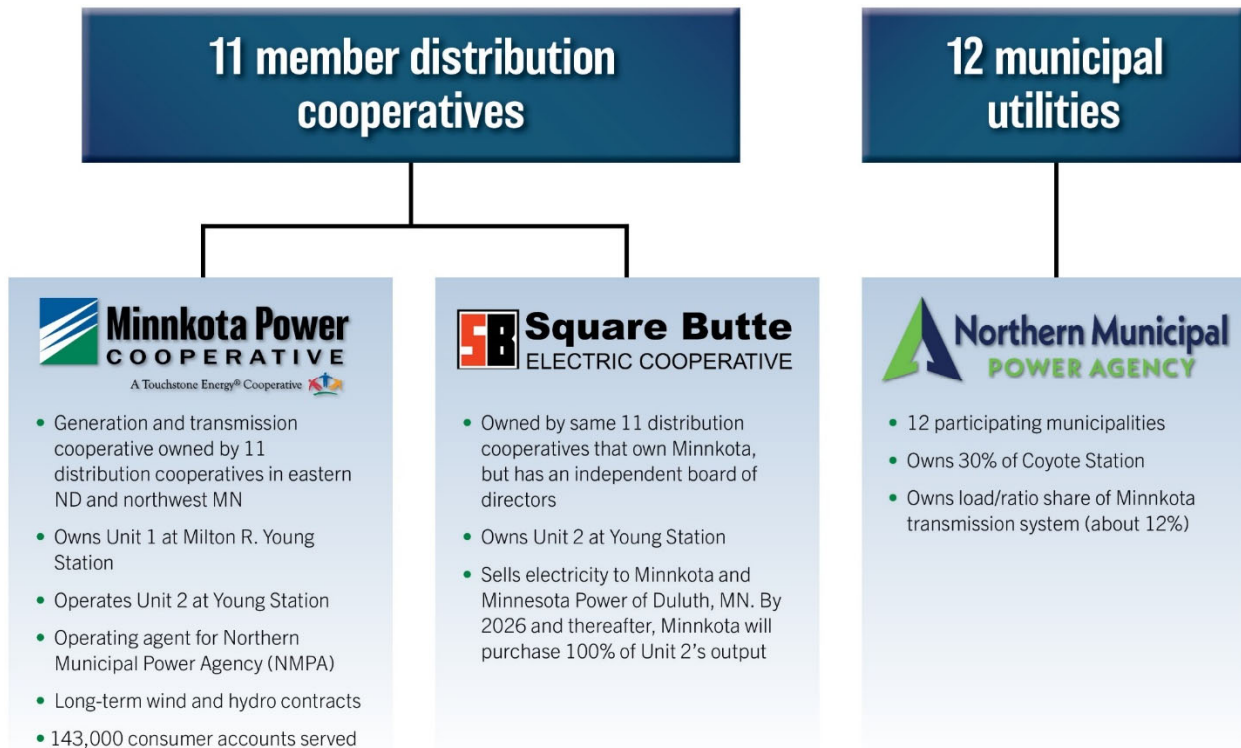 11 member distribution
cooperatives
12 municipal
utilities
Minnkota Power
COOPERATIVE
A Touchstone Energy® Cooperative
• Generation and transmission
cooperative owned by 11
distribution cooperatives in eastern
ND and northwest MN
• Owns Unit 1 at Milton R. Young
Station
• Operates Unit 2 at Young Station
• Operating agent for Northern
Municipal Power Agency (NMPA)
• Long-term wind and hydro contracts
• 143,000 consumer accounts served
SB Square Butte
ELECTRIC COOPERATIVE
• Owned by same 11 distribution
cooperatives that own Minnkota,
but has an independent board of
directors
• Owns Unit 2 at Young Station
• Sells electricity to Minnkota and
Minnesota Power of Duluth, MN. By
2026 and thereafter, Minnkota will
purchase 100% of Unit 2's output
Northern Municipal
POWER AGENCY
• 12 participating municipalities
• Owns 30% of Coyote Station
• Owns load/ratio share of Minnkota
transmission system (about 12%)